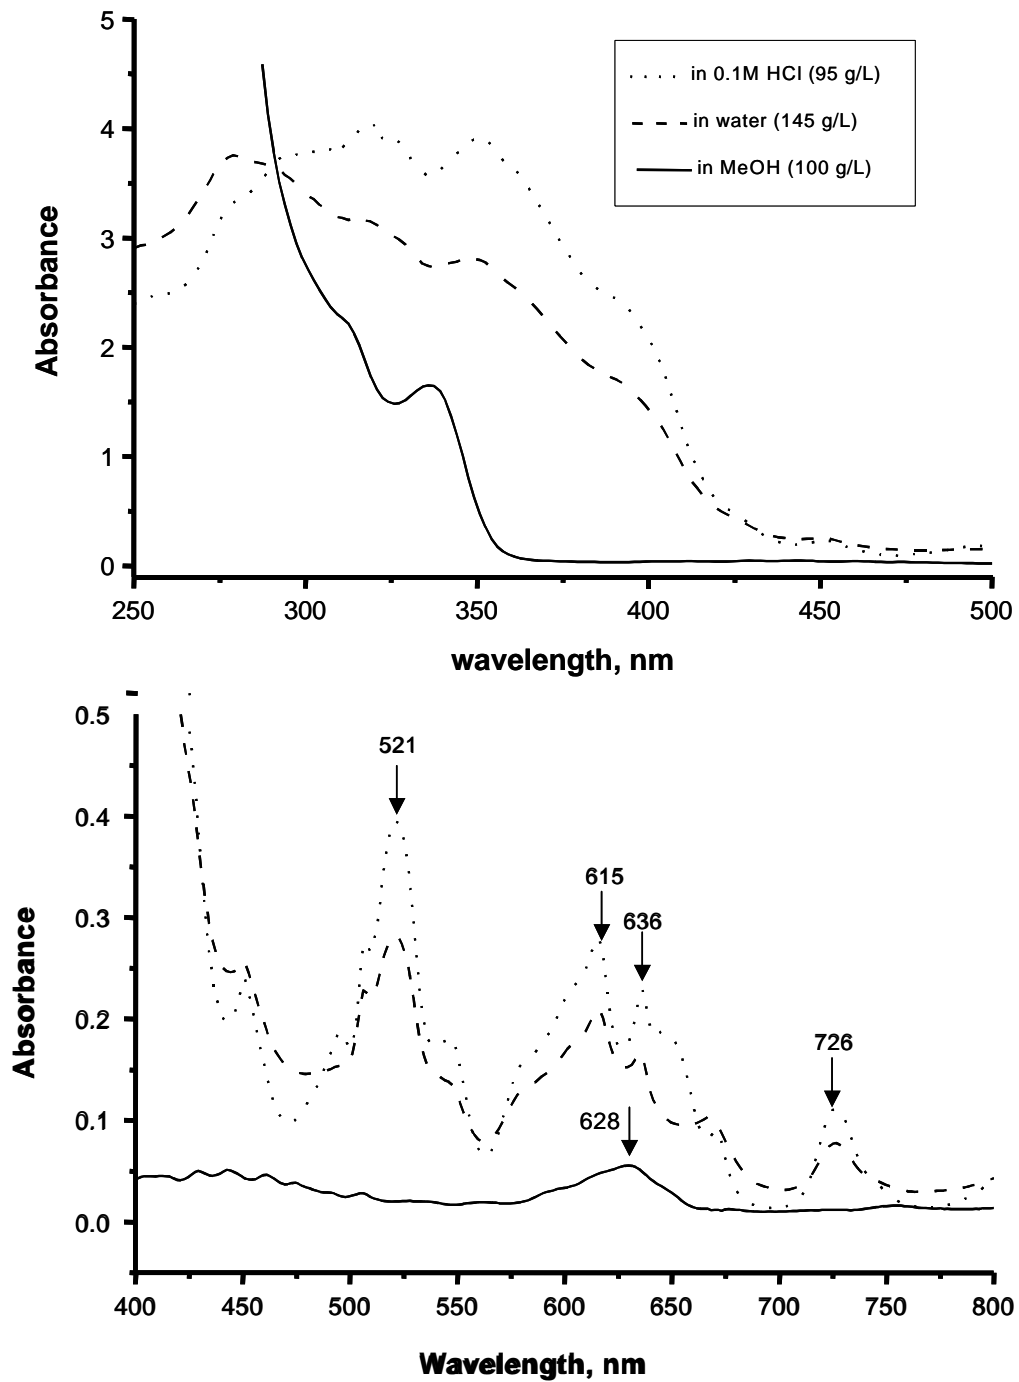 5
in 0.1M HCl (95 g/L)
4
in water (145 g/L)
in MeOH (100 g/L)
3
Absorbance
2
1
0
250 300 350 400 450 500
wavelength, nm
0.5
521
0.4
615
0.3
636
Absorbance
0.2
726
0.1
628
0.0
400 450 500 550 600 650 700 750 800
Wavelength, nm